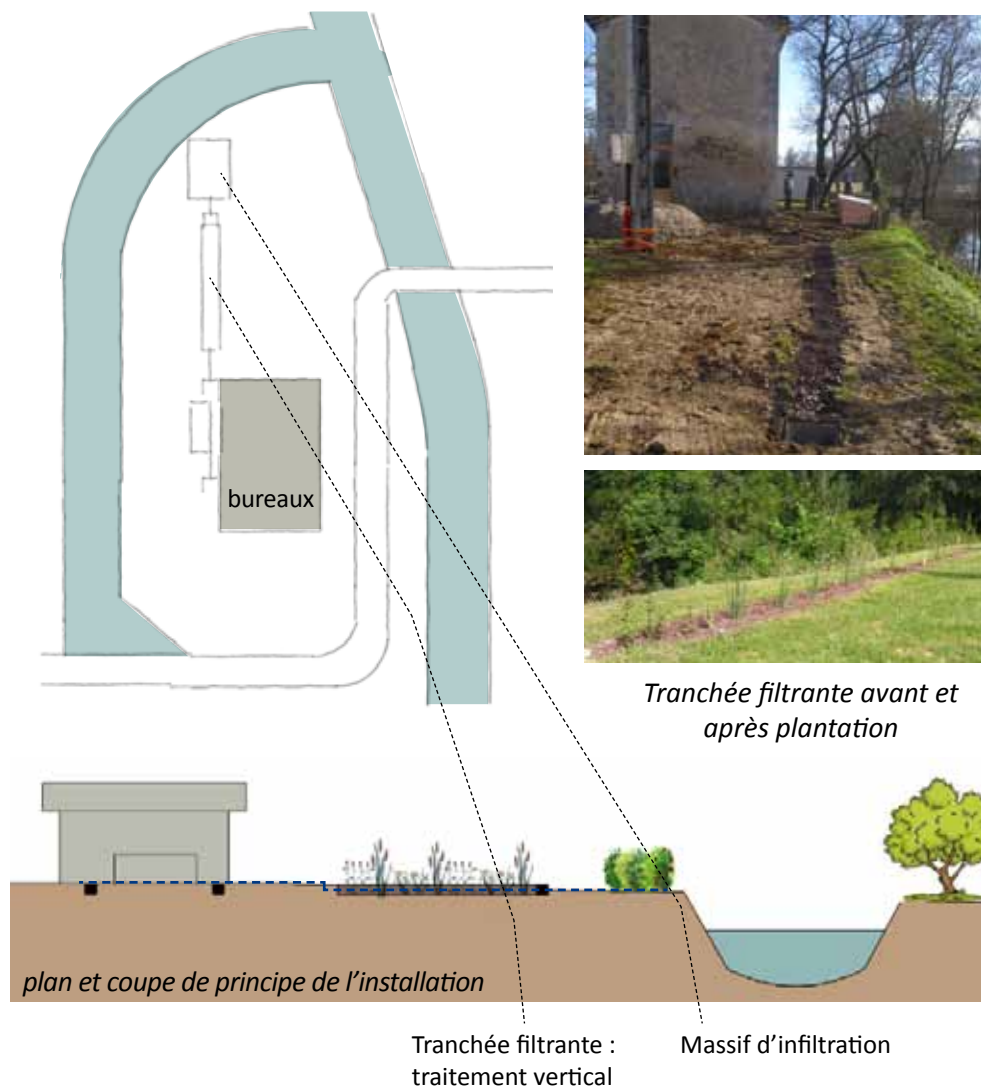 bureaux
Tranchée filtrante avant et
après plantation
plan et coupe de principe de l’installation
Tranchée filtrante :
traitement vertical
Massif d’infiltration